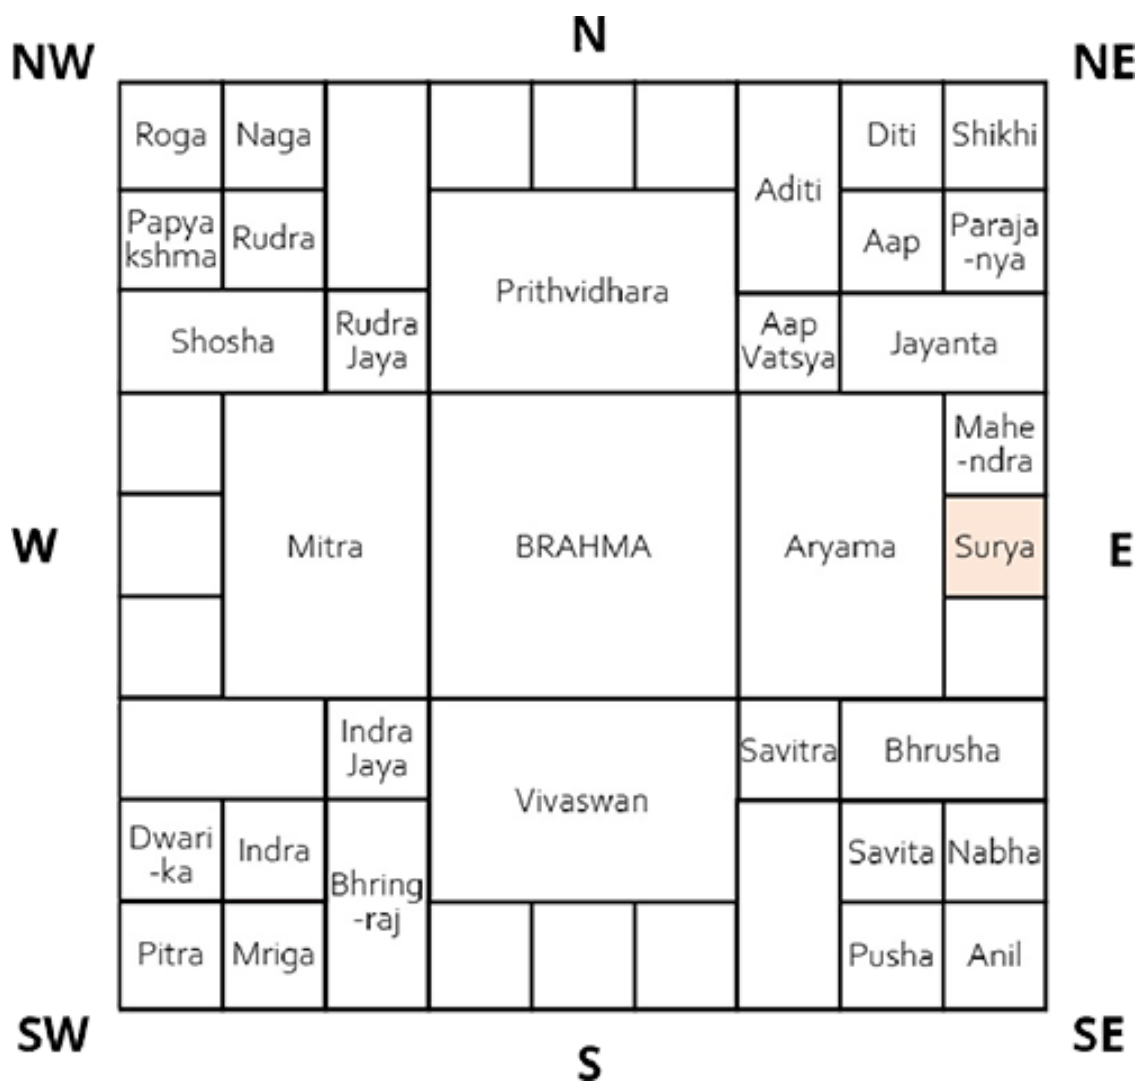 N
NW
NE
Roga
Naga
Aditi
Diti
Shikhi
Papya
kshma
Rudra
Aap
Paraja
-nya
Prithvidhara
Shosha
Rudra
Jaya
Aap
Vatsya
Jayanta
Mahe
-ndra
W
Mitra
BRAHMA
Aryama
Surya
E
Indra
Jaya
Savitra
Bhrusha
Vivaswan
Dwari
-ka
Indra
Bhring
-raj
Savita
Nabha
Pitra
Mriga
Pusha
Anil
SW
S
SE